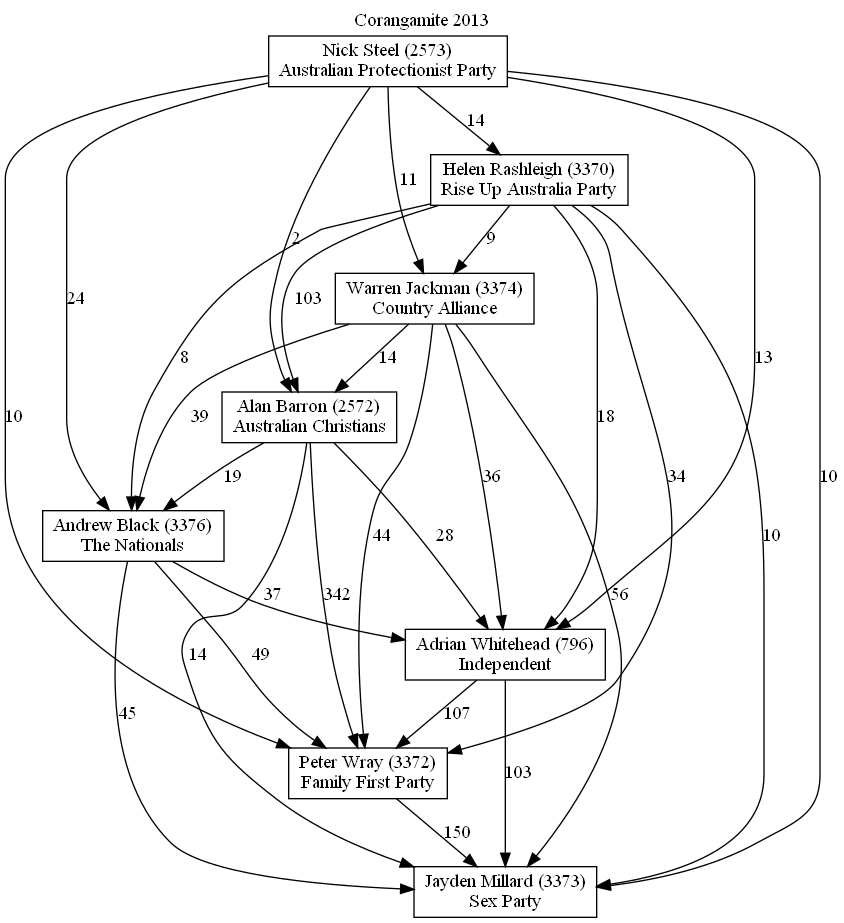 Corangamite 2013
Nick Steel (2573)
Australian Protectionist Party
14
Helen Rashleigh (3370)
Rise Up Australia Party
11
2
9
24
103
Warren Jackman (3374)
Country Alliance
8
14
13
39
Alan Barron (2572)
Australian Christians
10
18
10
19
36
34
Andrew Black (3376)
The Nationals
44
28
10
37
342
56
Adrian Whitehead (796)
Independent
14
49
45
107
Peter Wray (3372)
Family First Party
103
150
Jayden Millard (3373)
Sex Party